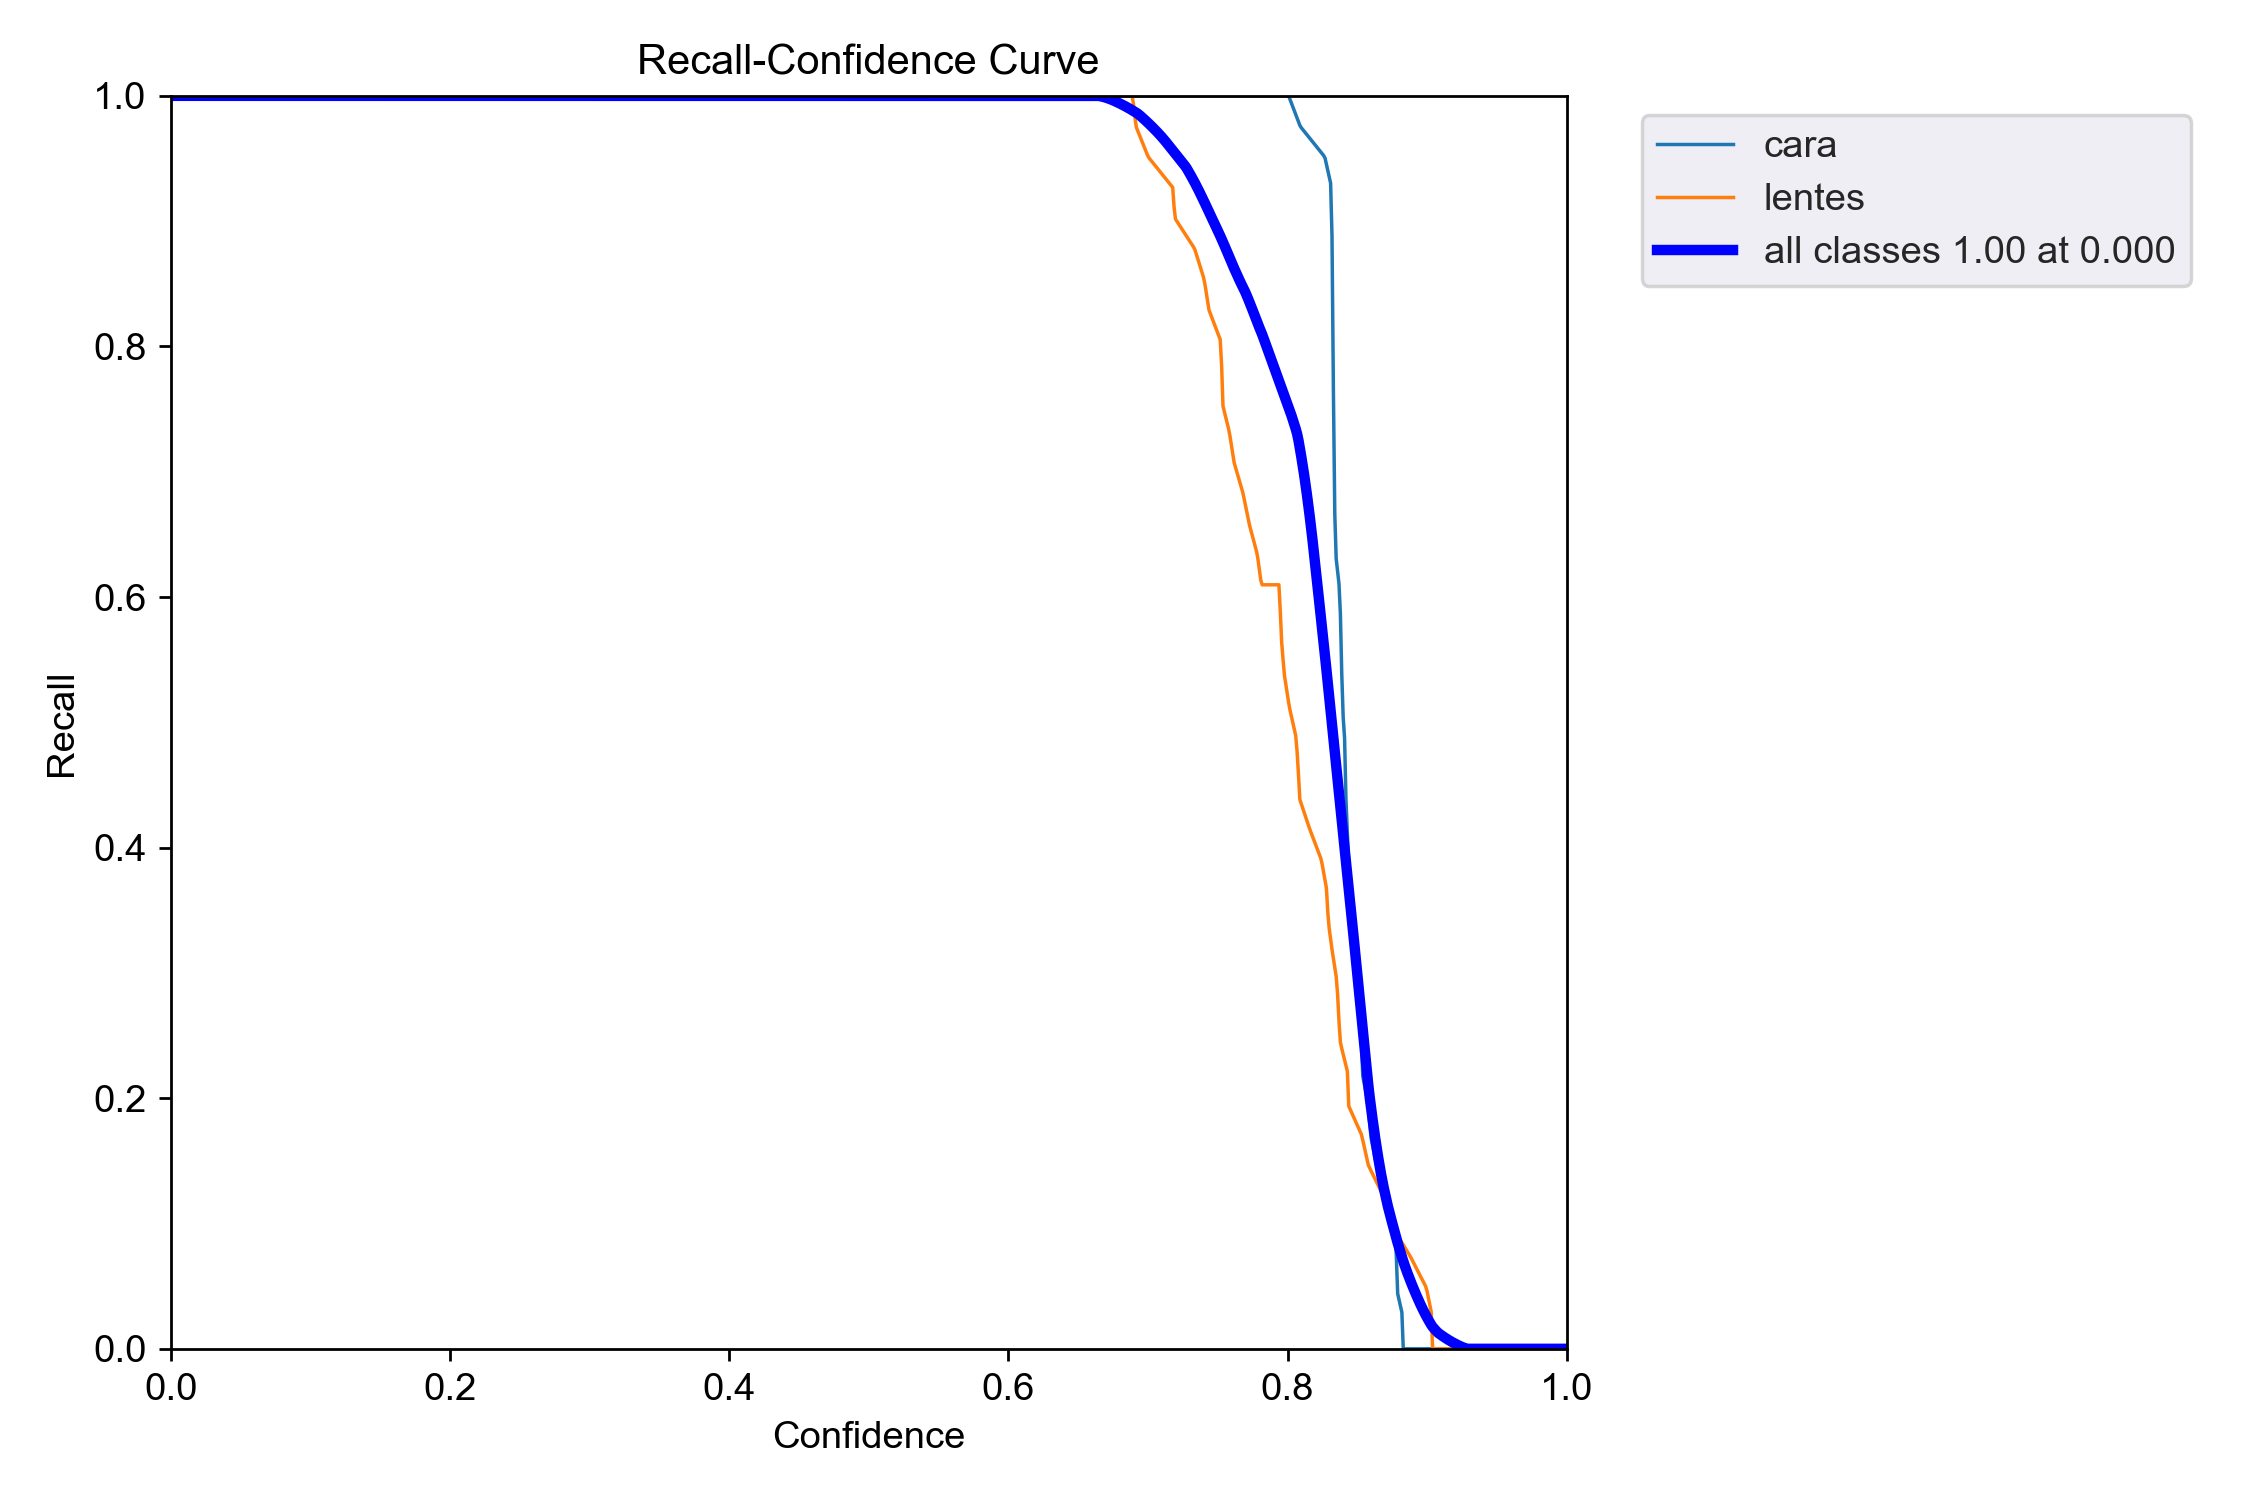 Recall-Confidence Curve
1.0
0.8
0.6
0.4
0.2
0.0
Recall
0.0 0.2 0.4 0.6 0.8 1.0
Confidence
cara
lentes
all classes 1.00 at 0.000